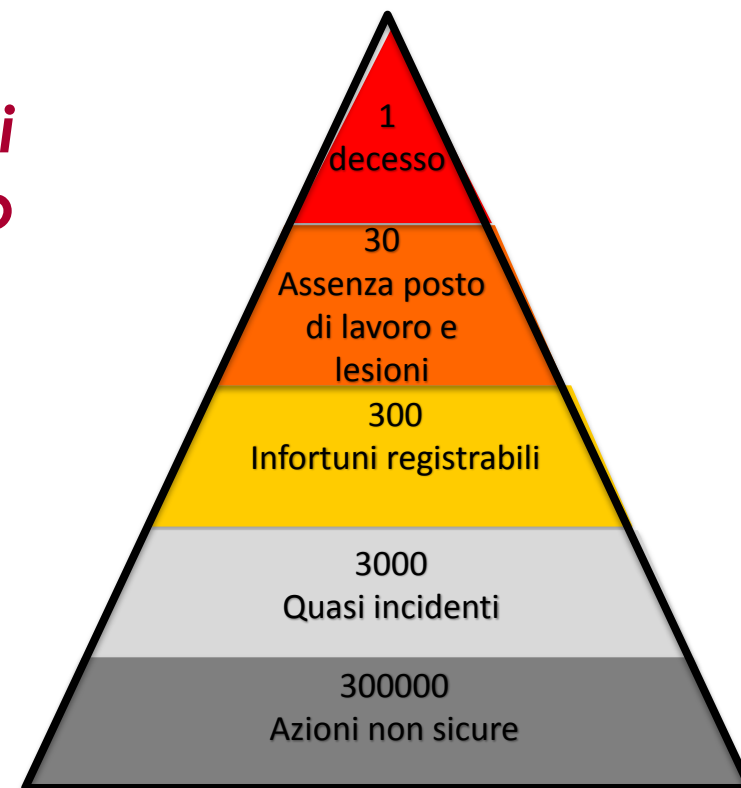 i
1
decesso
30
Assenza posto
di lavoro e
lesioni
300
Infortuni registrabili
3000
Quasi incidenti
300000
Azioni non sicure